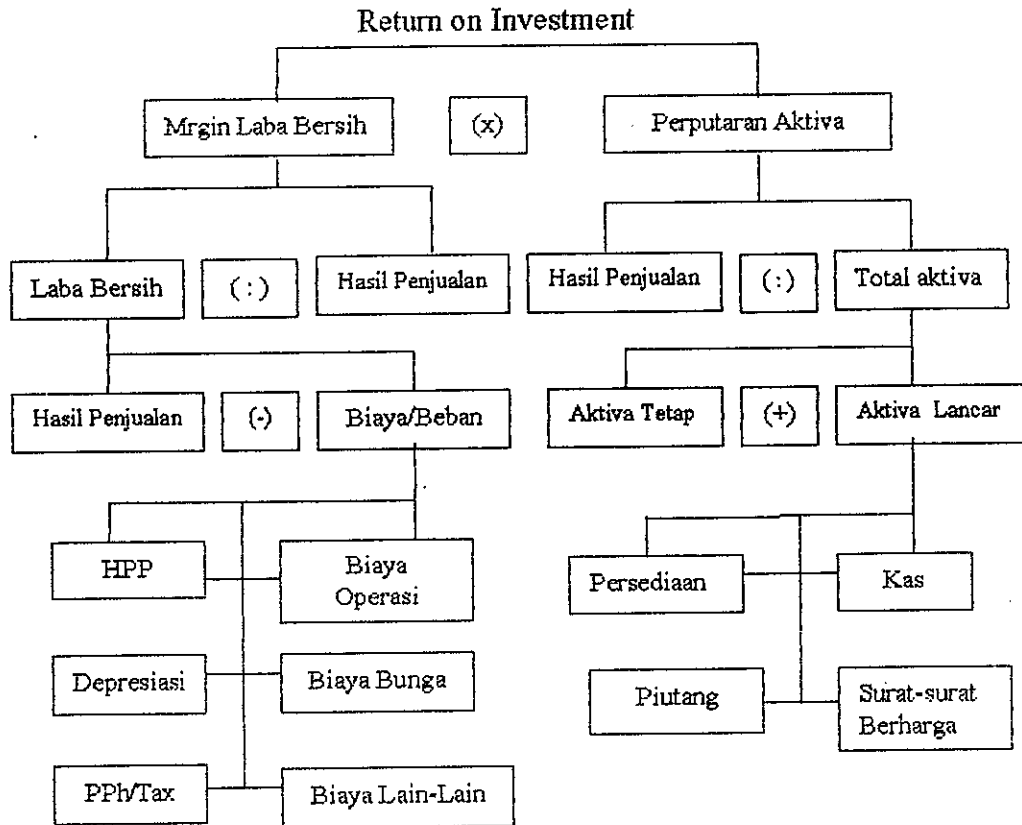 Return on Investment
Mrgin Laba Bersih
(x)
Perputaran Aktiva
Laba Bersih
( : )
Hasil Penjualan
Hasil Penjualan
(:)
Total aktiva
Hasil Penjualan
(-)
Biaya/Beban
Aktiva Tetap
(+)
Aktiva Lancar
HPP
Biaya
Operasi
Persediaan
Kas
Depresiasi
Biaya Bunga
Piutang
Surat-surat
Berharga
PPh/Tax
Biaya Lain-Lain